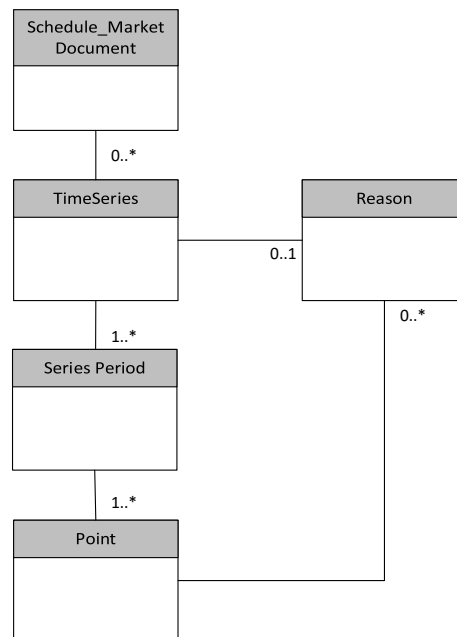 Schedule_Market
Document
0..*
TimeSeries
Reason
0..1
0..*
1..*
Series Period
1..*
Point